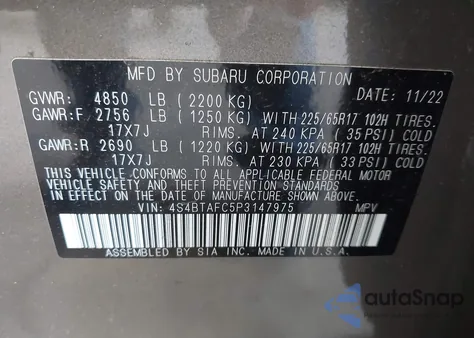 MFD BY SUBARU CORPORATION
GVWR: 4850 LB (2200 KG) DATE: 11/22
GAWR:F 2756 LB (1250 KG) WITH 225/65R17 102H TIRES.
17X7J RIMS. AT 240 KPA (35 PSI) COLD
GAWR:R 2690 LB (1220 KG) WITH 225/65R17 102H TIRES.
17X7J RIMS. AT 230 KPA (33 PSI) COLD
THIS VEHICLE CONFORMS TO ALL APPLICABLE FEDERAL MOTOR
VEHICLE SAFETY AND THEFT PREVENTION STANDARDS
IN EFFECT ON THE DATE OF MANUFACTURE SHOWN ABOVE.
VIN: 4S4BTAFC5P3147975 MPV
ASSEMBLED BY SIA INC. MADE IN U.S.A.
autoSnap